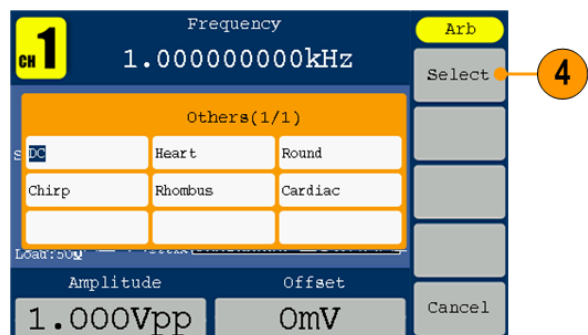 CH 1
Frequency
1.000000000kHz
Arb
Select
4
Others(1/1)
DC Heart Round
Chirp Rhombus Cardiac
Load:50Ω
Amplitude Offset
1.000Vpp 0mV
Cancel